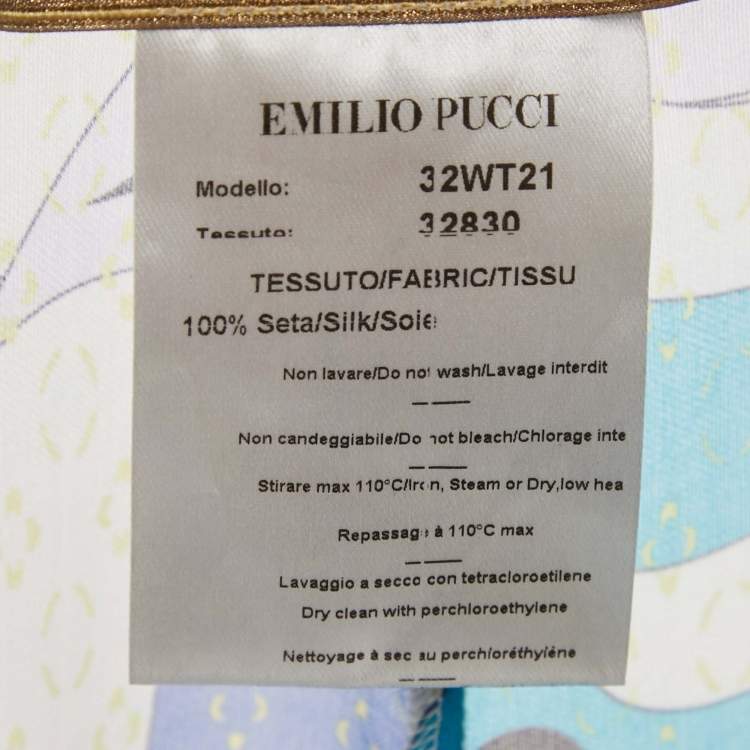 EMILIO PUCCI
Modello: 32WT21
Tessuto: 32830
TESSUTO/FABRIC/TISSU
100% Seta/Silk/Soie
Non lavare/Do not wash/Lavage interdit
Non candeggiabile/Do not bleach/Chlorage inte
Stirare max 110°C/Iron, Steam or Dry,low hea
Repassage à 110°C max
Lavaggio a secco con tetracloroetilene
Dry clean with perchloroethylene
Nettoyage à sec au perchloréthyléne